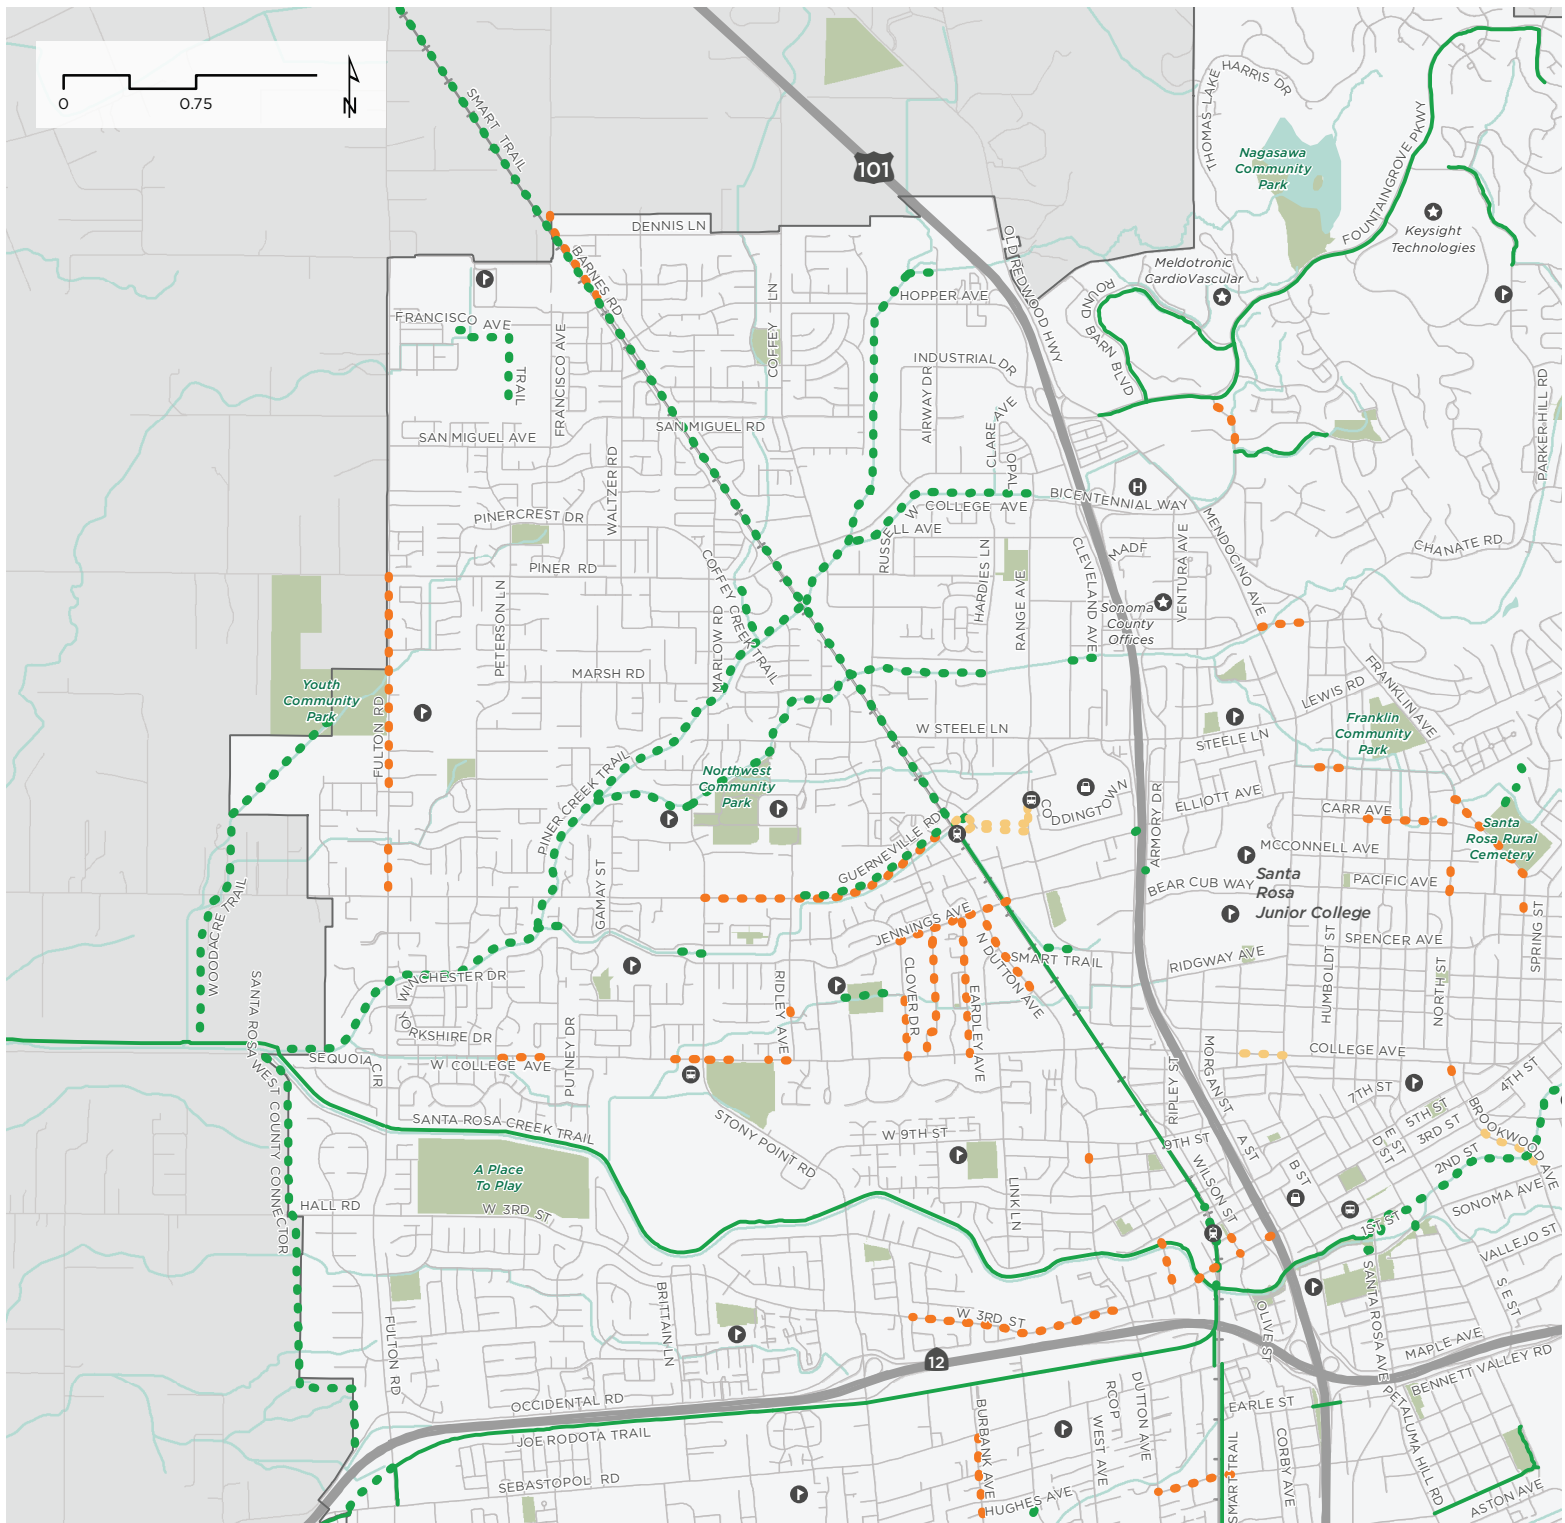 0 0.75
N
SMART TRAIL
101
THOMAS LAKE
HARRIS DR
Nagasawa
Community
Park
FOUNTAINGROVE PKWY
Keysight
Technologies
Meldotronic
CardioVascular
DENNIS LN
BARNES RD
OLD REDWOOD HWY
ROUND BARN BLVD
HOPPER AVE
COFFEY LN
FRANCISCO AVE
TRAIL
FRANCISCO AVE
INDUSTRIAL DR
AIRWAY DR
CLARE AVE
OPAL
PARKER HILL RD
SAN MIGUEL AVE
SAN MIGUEL RD
WALTZER RD
H
BICENTENNIAL WAY
W COLLEGE AVE
PINERCREST DR
RUSSELL AVE
MENDOCINO AVE
CHANATE RD
PINER RD
COFFEY CREEK TRAIL
HARDIES LN
RANGE AVE
CLEVELAND AVE
MADF
VENTURA AVE
Sonoma
County
Offices
PETERSON LN
MARLOW RD
MARSH RD
FRANKLIN AVE
LEWIS RD
Youth
Community
Park
FULTON RD
Franklin
Community
Park
W STEELE LN
STEELE LN
Northwest
Community
Park
PINER CREEK TRAIL
CODDINGTOWN
ARMORY DR
ELLIOTT AVE
CARR AVE
Santa
Rosa Rural
Cemetery
GUERNEVILLE RD
MCCONNELL AVE
BEAR CUB WAY
Santa
Rosa
Junior College
PACIFIC AVE
GAMAY ST
WOODACRE TRAIL
JENNINGS AVE
N DUTTON AVE
SMART TRAIL
SPENCER AVE
SPRING ST
RIDGWAY AVE
HUMBOLDT ST
NORTH ST
WINCHESTER DR
CLOVER DR
EARDLEY AVE
RIDLEY AVE
YORKSHIRE DR
SEQUOIA CIR
W COLLEGE AVE
PUTNEY DR
COLLEGE AVE
MORGAN ST
RIPLEY ST
4TH ST
7TH ST
SANTA ROSA WEST COUNTY CONNECTOR
SANTA ROSA CREEK TRAIL
STONY POINT RD
W 9TH ST
9TH ST
A ST
5TH ST
3RD ST
BROOKWOOD AVE
E ST
D ST
2ND ST
A Place
To Play
HALL RD
W 3RD ST
LINK LN
WILSON ST
B ST
SONOMA AVE
1ST ST
VALLEJO ST
S E ST
SANTA ROSA AVE
BRITTAIN LN
FULTON RD
W 3RD ST
OLIVE ST
12
MAPLE AVE
BENNETT VALLEY RD
OCCIDENTAL RD
JOE RODOTA TRAIL
SEBASTOPOL RD
BURBANK AVE
RCOP
WEST AVE
DUTTON AVE
EARLE ST
CORBY AVE
PETALUMA HILL RD
SMART TRAIL
HUGHES AVE
ASTON AVE